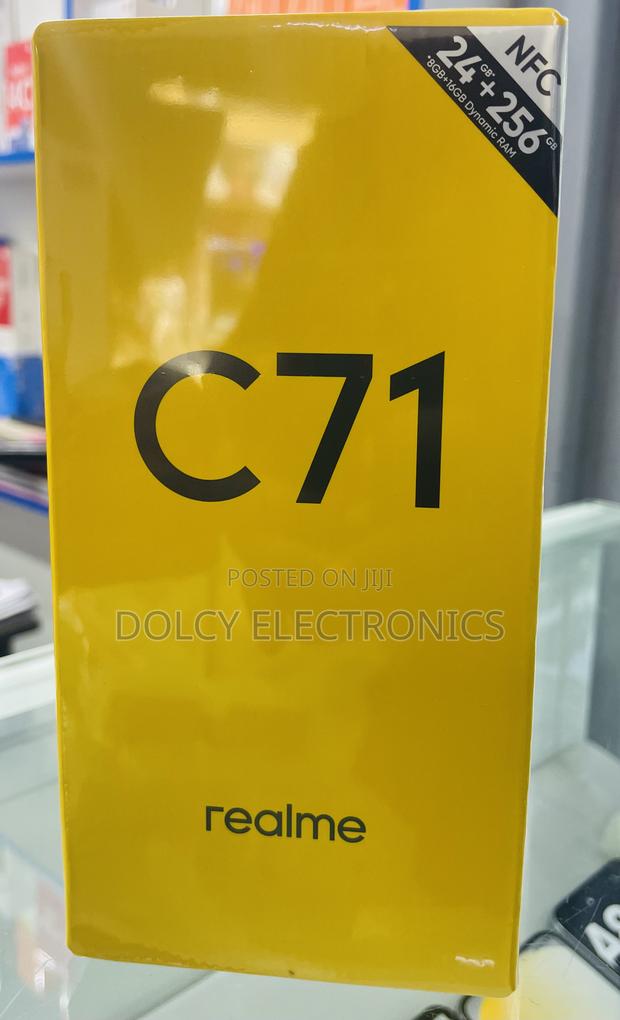 NFC
24GB*+256GB
*8GB+16GB Dynamic RAM
C71
POSTED ON JIJI
DOLCY ELECTRONICS
realme